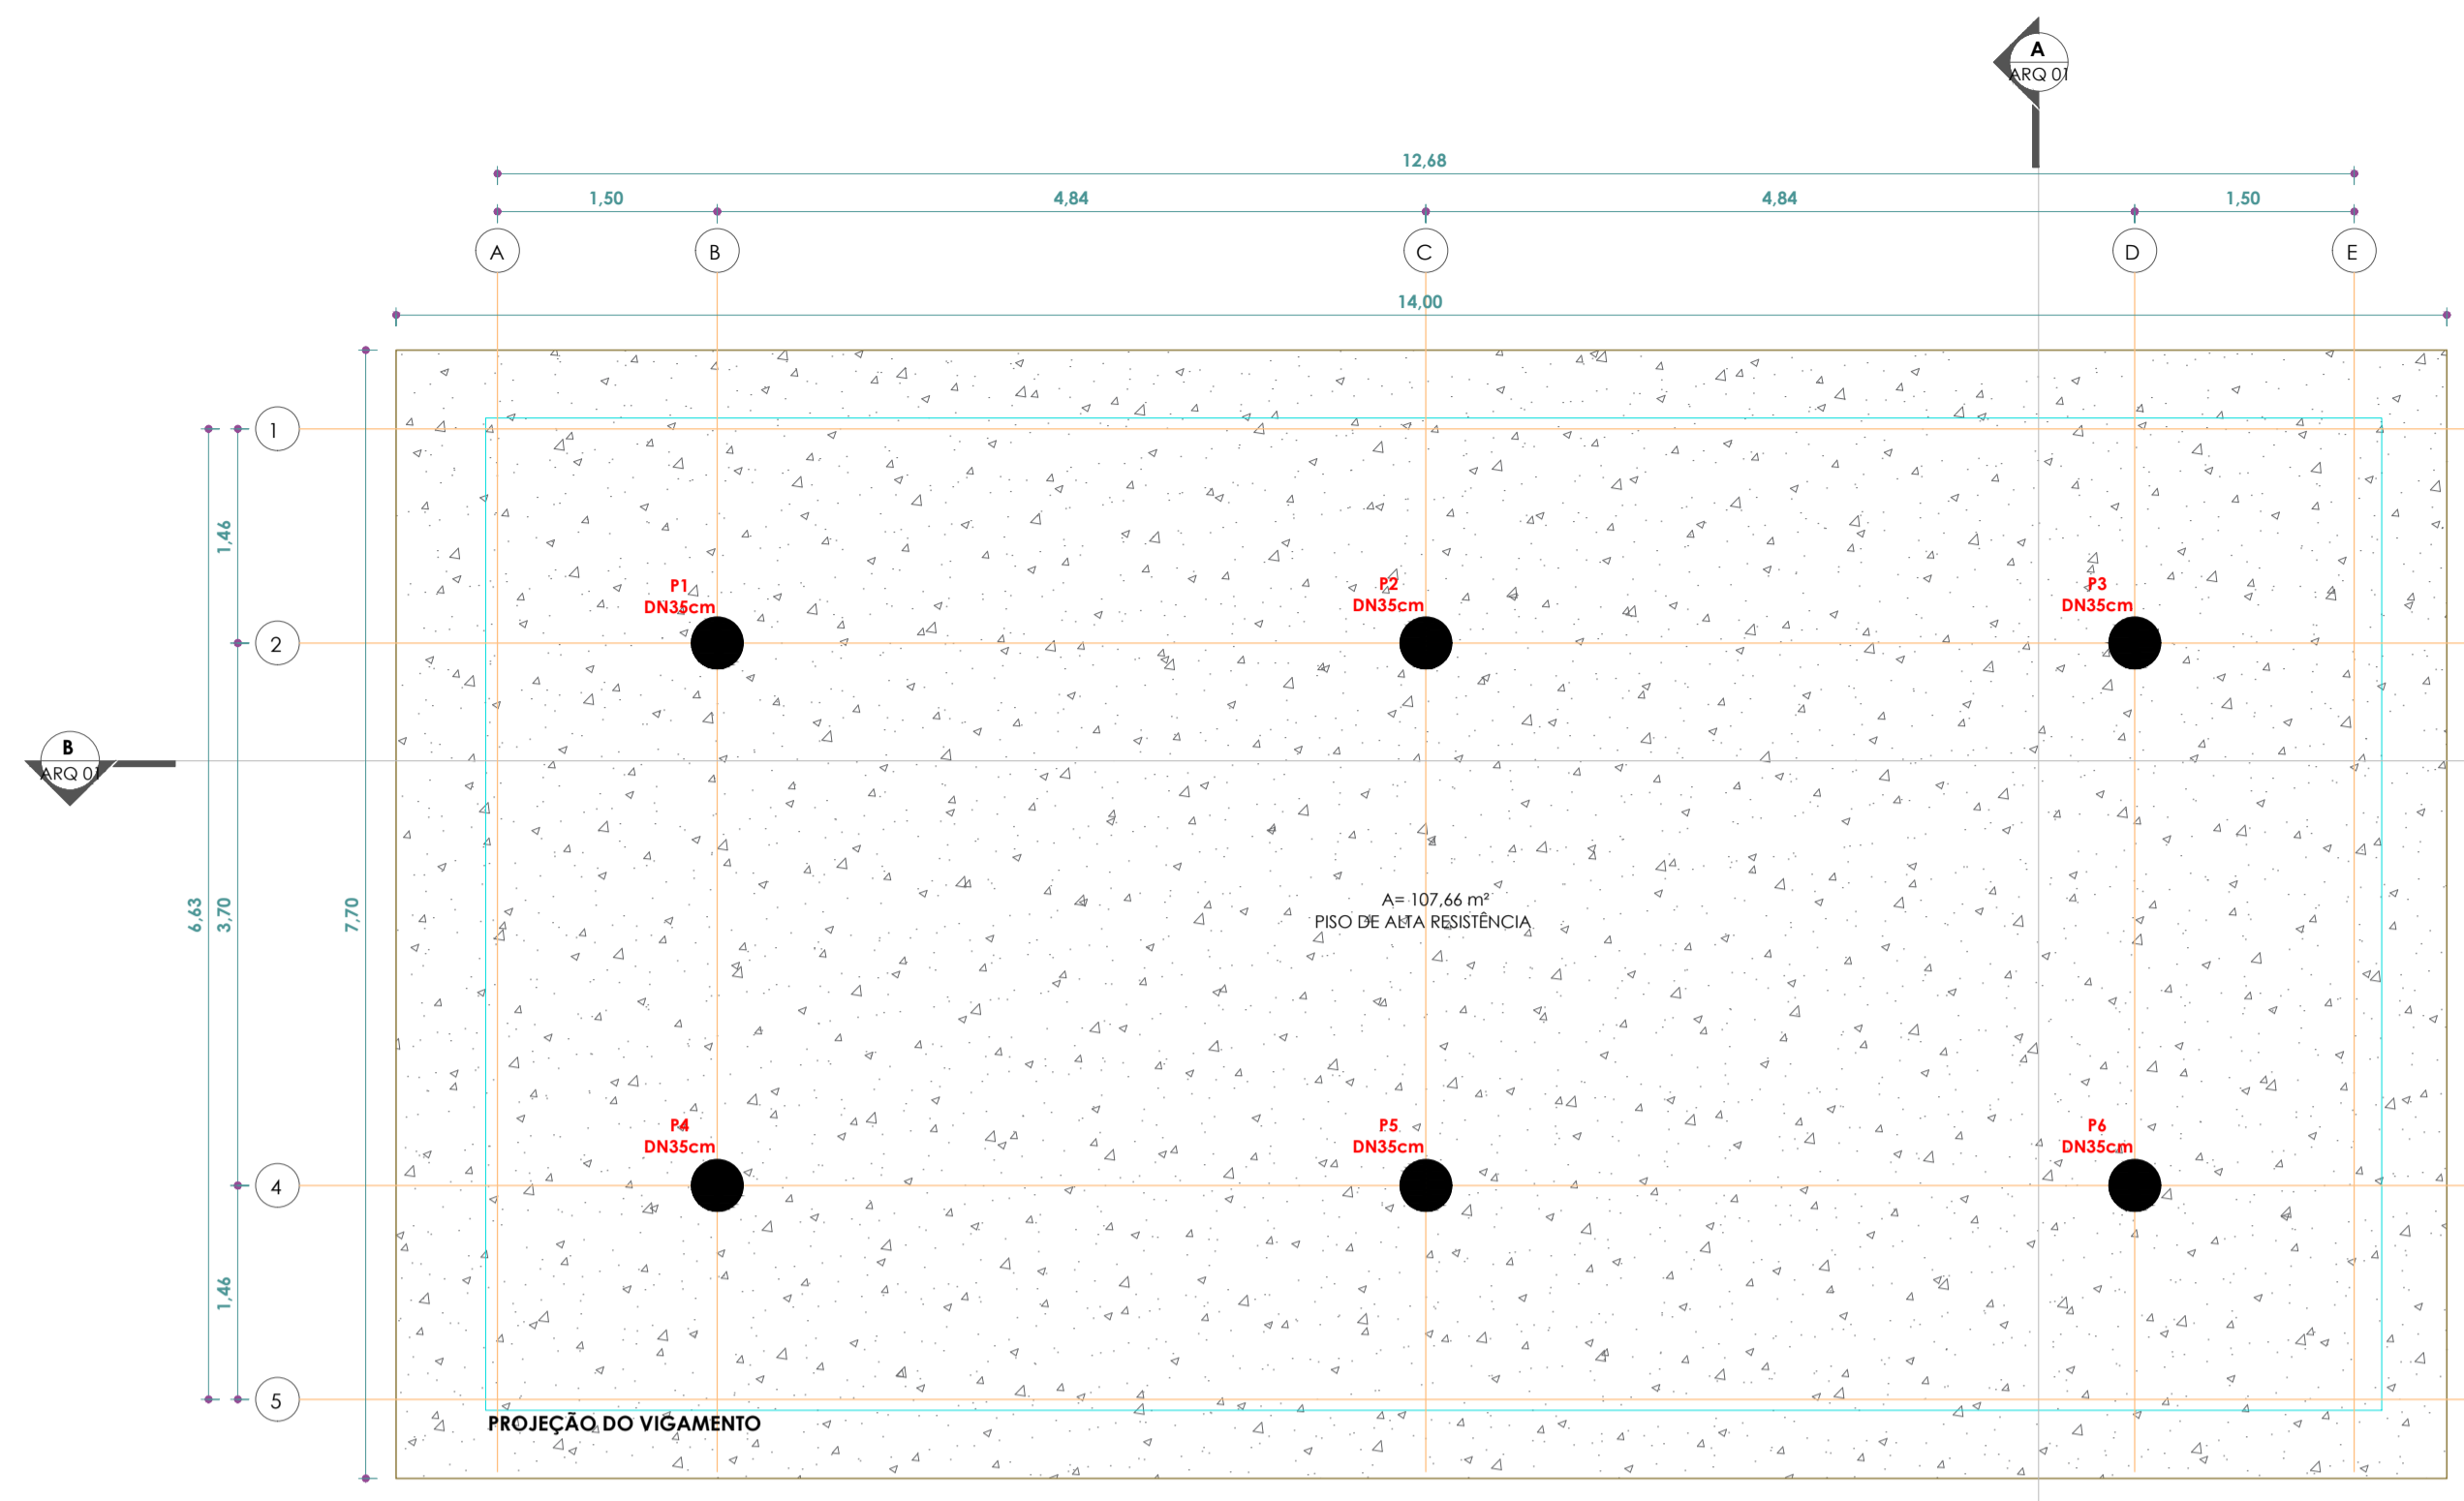 A
ARQ 01
12,68
1,50
4,84
4,84
1,50
A
B
C
D
E
14,00
1
1,46
P1
DN35cm
P2
DN35cm
P3
DN35cm
2
B
ARQ 01
6,63
3,70
7,70
A= 107,66 m²
PISO DE ALTA RESISTÊNCIA
P4
DN35cm
P5
DN35cm
P6
DN35cm
4
1,46
5
PROJEÇÃO DO VIGAMENTO